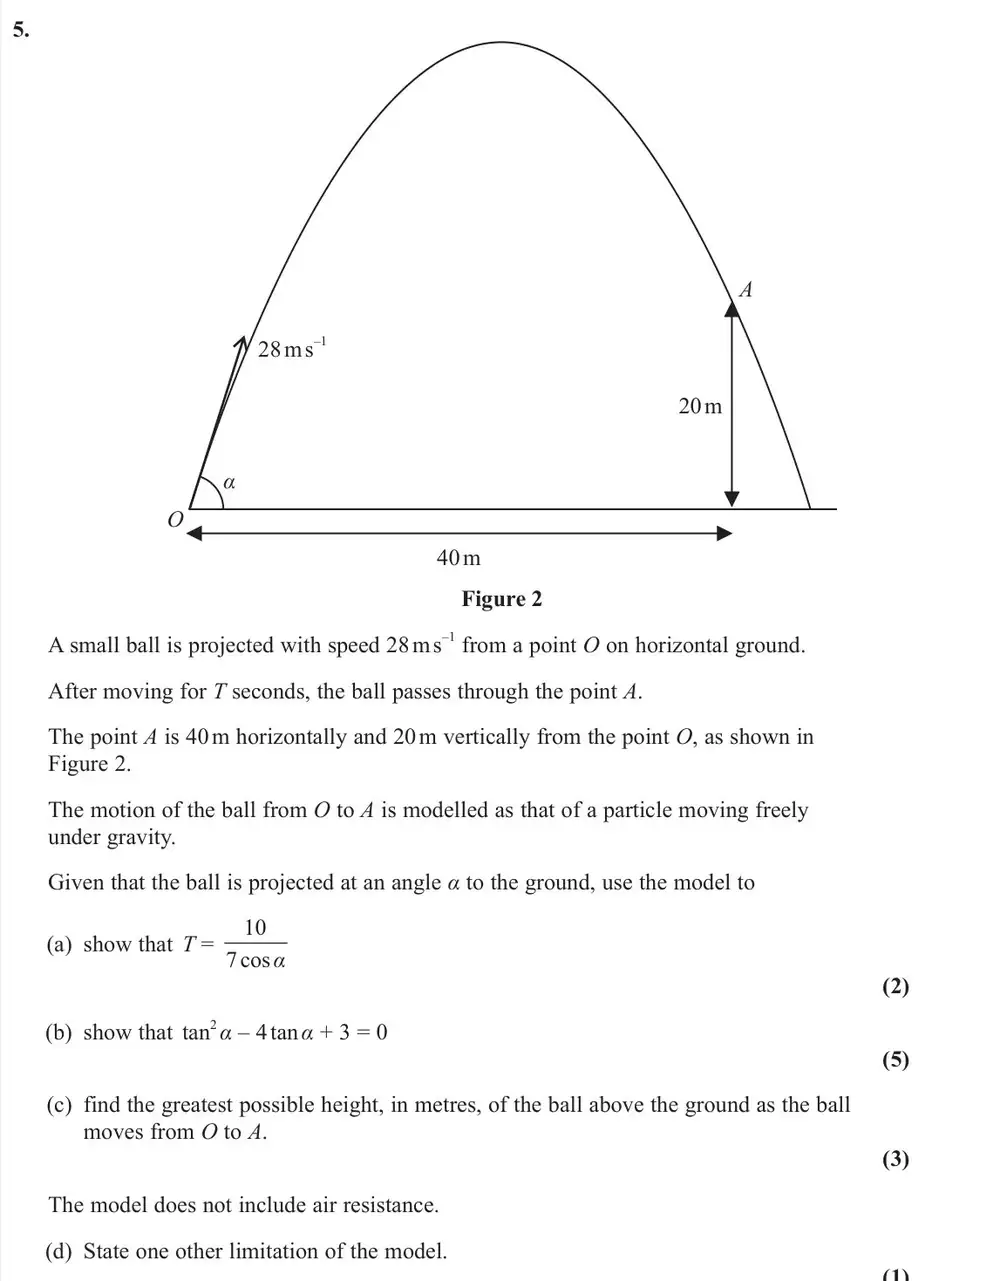 5.
A
28 m s⁻¹
20 m
α
O
40 m
Figure 2
A small ball is projected with speed 28 m s⁻¹ from a point O on horizontal ground.
After moving for T seconds, the ball passes through the point A.
The point A is 40 m horizontally and 20 m vertically from the point O, as shown in
Figure 2.
The motion of the ball from O to A is modelled as that of a particle moving freely
under gravity.
Given that the ball is projected at an angle α to the ground, use the model to
(a) show that T = 10 / 7 cos α
(2)
(b) show that tan² α – 4 tan α + 3 = 0
(5)
(c) find the greatest possible height, in metres, of the ball above the ground as the ball
moves from O to A.
(3)
The model does not include air resistance.
(d) State one other limitation of the model.
(1)